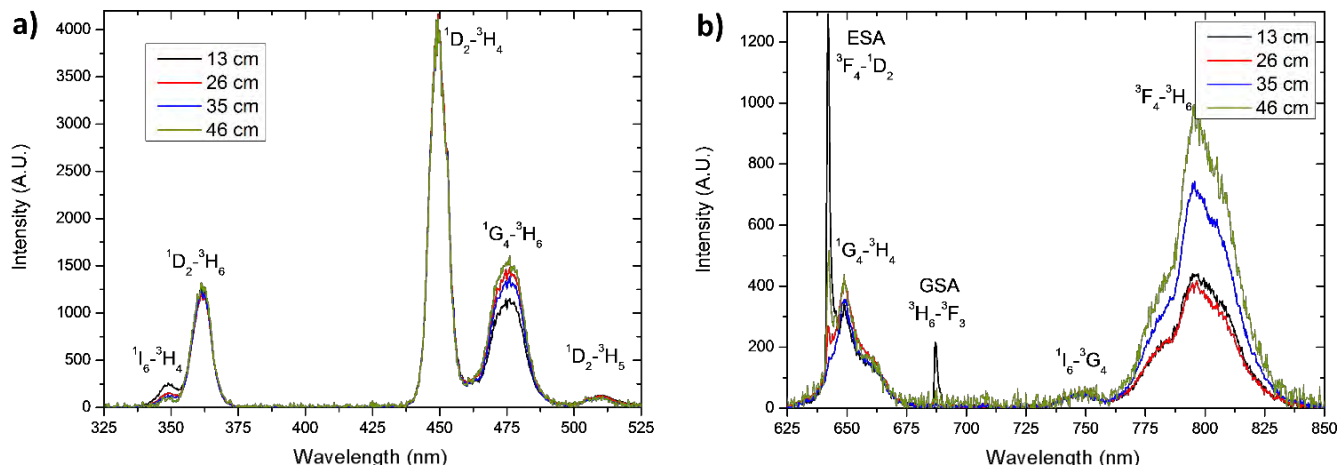 a)
13 cm
26 cm
35 cm
46 cm
¹D₂-³H₄
¹D₂-³H₆
¹I₆-³H₄
¹G₄-³H₆
¹D₂-³H₅
Intensity (A.U.)
4000
3500
3000
2500
2000
1500
1000
500
0
325 350 375 400 425 450 475 500 525
Wavelength (nm)
b)
13 cm
26 cm
35 cm
46 cm
ESA
³F₄-¹D₂
³F₄-³H₆
¹G₄-³H₄
GSA
³H₆-³F₃
¹I₆-³G₄
Intensity (A.U.)
1200
1000
800
600
400
200
0
625 650 675 700 725 750 775 800 825 850
Wavelength (nm)